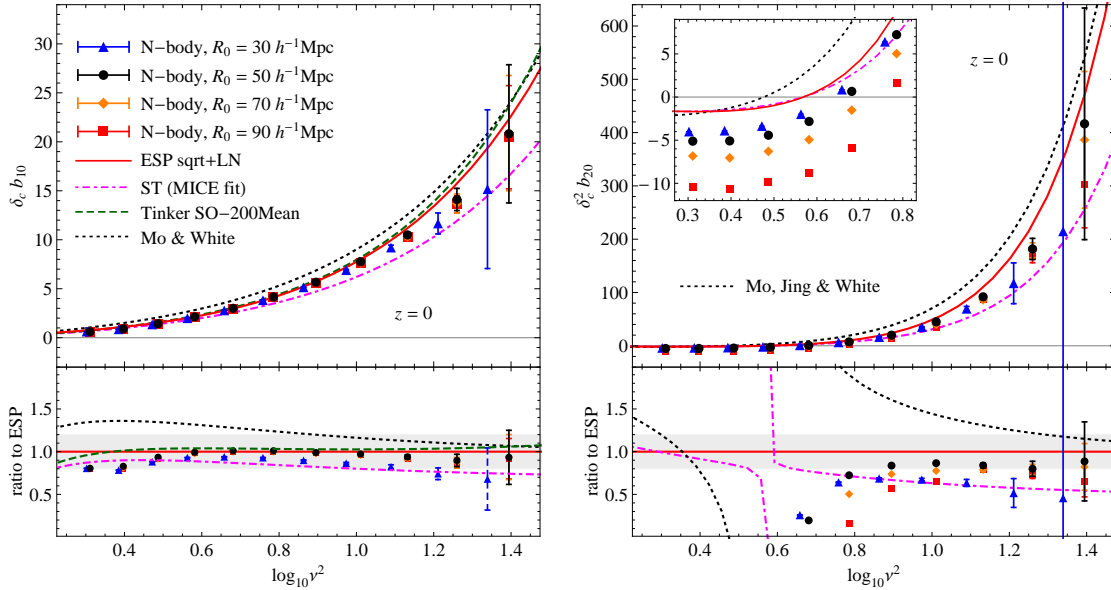 35
30
25
20
15
10
5
0
δc b10
N−body, R0 = 30 h−1Mpc
N−body, R0 = 50 h−1Mpc
N−body, R0 = 70 h−1Mpc
N−body, R0 = 90 h−1Mpc
ESP sqrt+LN
ST (MICE fit)
Tinker SO−200Mean
Mo & White
z = 0
1.5
1.0
0.5
ratio to ESP
0.4 0.6 0.8 1.0 1.2 1.4
log10 ν2
600
500
400
300
200
100
0
δc2 b20
5
0
−5
−10
0.3 0.4 0.5 0.6 0.7 0.8
z = 0
Mo, Jing & White
1.5
1.0
0.5
ratio to ESP
0.4 0.6 0.8 1.0 1.2 1.4
log10 ν2